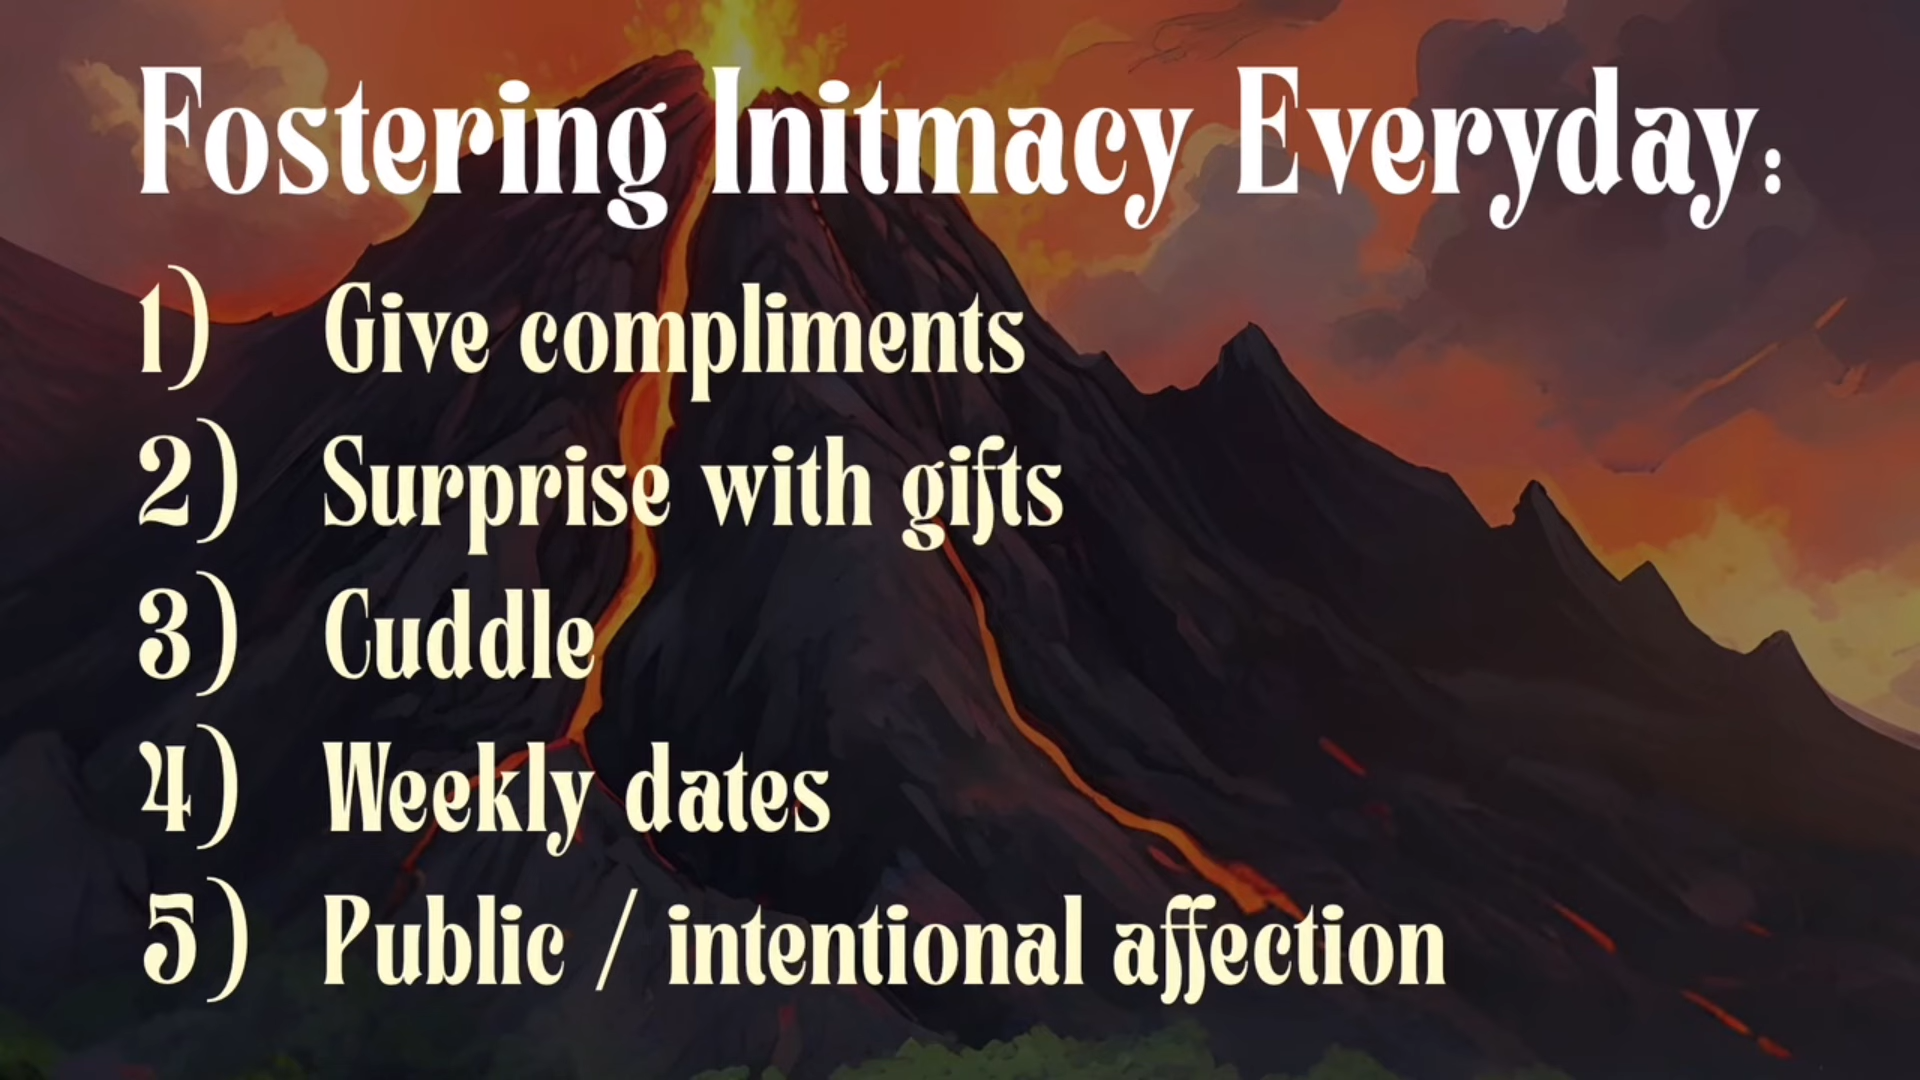 Fostering Initmacy Everyday:
1) Give compliments
2) Surprise with gifts
3) Cuddle
4) Weekly dates
5) Public / intentional affection